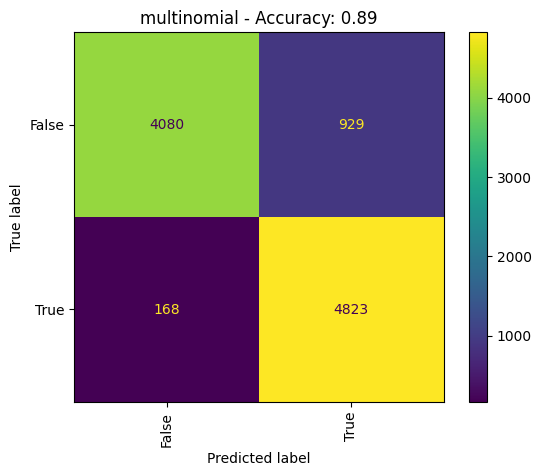 multinomial - Accuracy: 0.89
4000
False
4080
929
3000
True label
2000
True
168
4823
1000
False
True
Predicted label